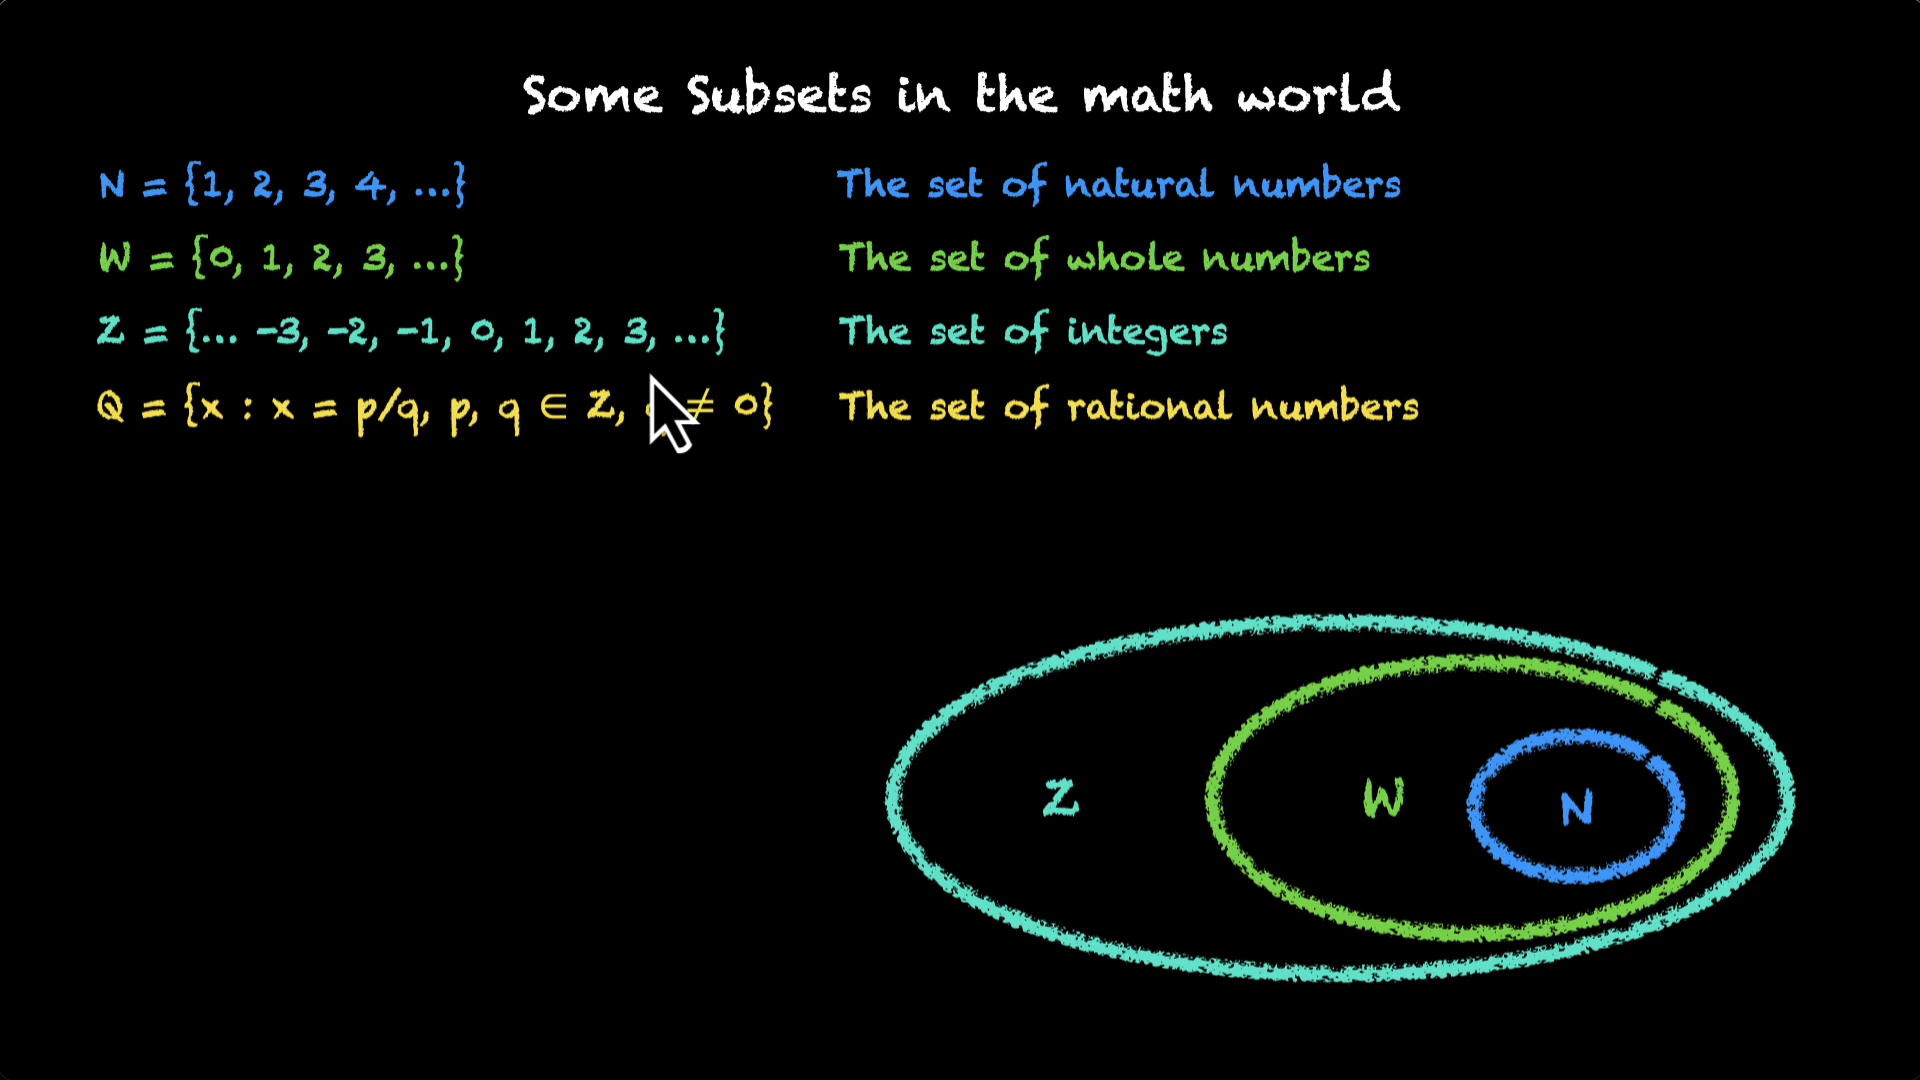 Some Subsets in the math world
N = {1, 2, 3, 4, ...} The set of natural numbers
W = {0, 1, 2, 3, ...} The set of whole numbers
Z = {... -3, -2, -1, 0, 1, 2, 3, ...} The set of integers
Q = {x : x = p/q, p, q ∈ Z, ≠ 0} The set of rational numbers
Z W N